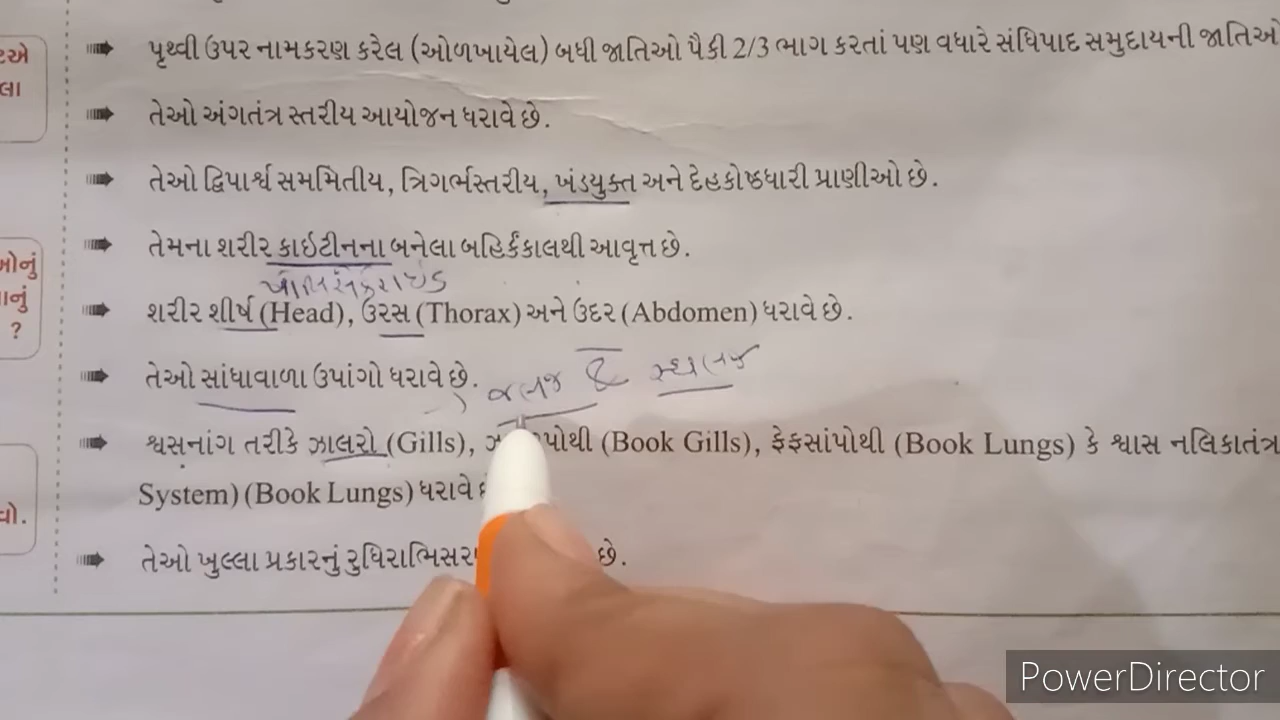 પૃથ્વી ઉપર નામકરણ કરેલ (ઓળખાયેલ) બધી જાતિઓ પૈકી 2/3 ભાગ કરતાં પણ વધારે સંધિપાદ સમુદાયની જાતિઓ
તેઓ અંગતંત્ર સ્તરીય આયોજન ધરાવે છે.
તેઓ દ્વિપાર્શ્વ સમમિતીય, ત્રિગર્ભસ્તરીય, ખંડયુક્ત અને દેહકોષ્ઠધારી પ્રાણીઓ છે.
તેમના શરીર કાઇટીનના બનેલા બહિર્કંકાલથી આવૃત્ત છે.
શરીર શીર્ષ (Head), ઉરસ (Thorax) અને ઉદર (Abdomen) ધરાવે છે.
તેઓ સાંધાવાળા ઉપાંગો ધરાવે છે. જલજ & સ્થલજ
શ્વસનાંગ તરીકે ઝાલરો (Gills), (Book Gills), ફેફસાંપોથી (Book Lungs) કે શ્વાસ નલિકાતંત્ર
System) (Book Lungs) ધરાવે
તેઓ ખુલ્લા પ્રકારનું છે.
?
વો.
PowerDirector